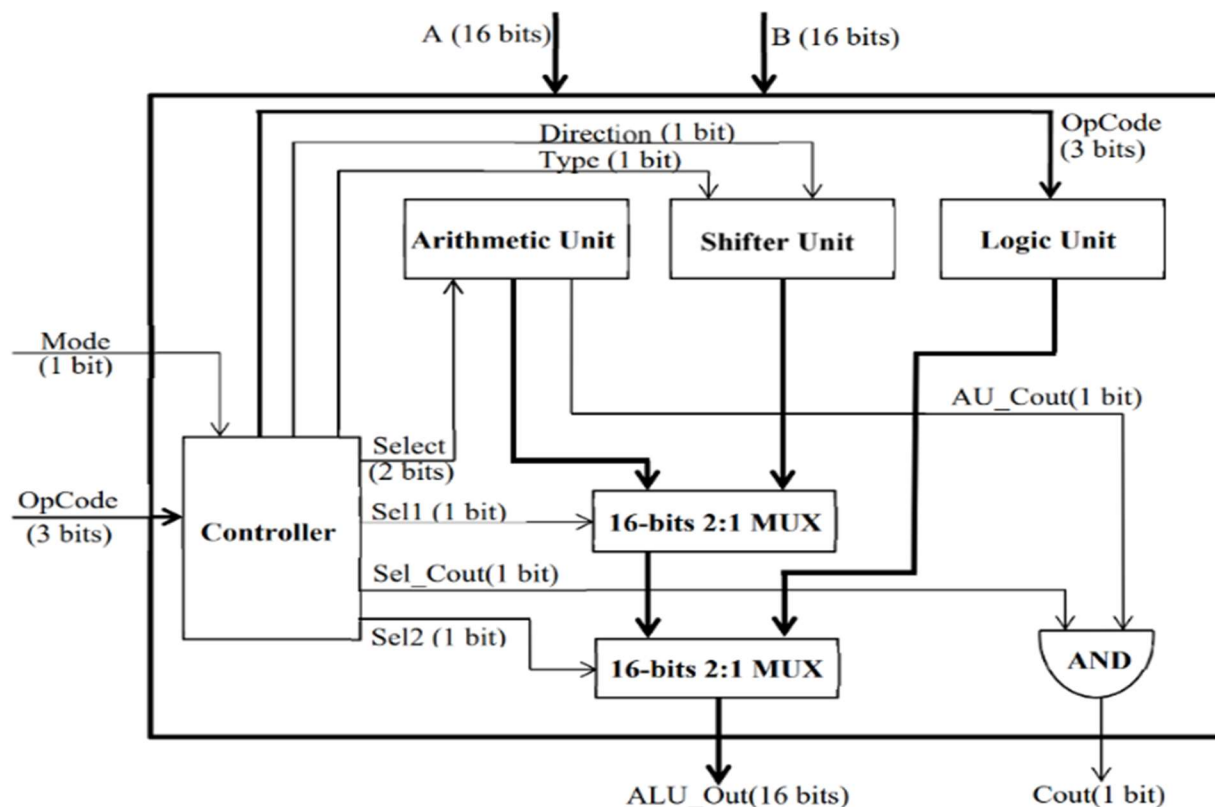 A (16 bits)
B (16 bits)
Direction (1 bit)
Type (1 bit)
OpCode
(3 bits)
Arithmetic Unit
Shifter Unit
Logic Unit
Mode
(1 bit)
AU_Cout(1 bit)
Select
(2 bits)
OpCode
(3 bits)
Controller
Sel1 (1 bit)
16-bits 2:1 MUX
Sel_Cout(1 bit)
Sel2 (1 bit)
16-bits 2:1 MUX
AND
ALU_Out(16 bits)
Cout(1 bit)